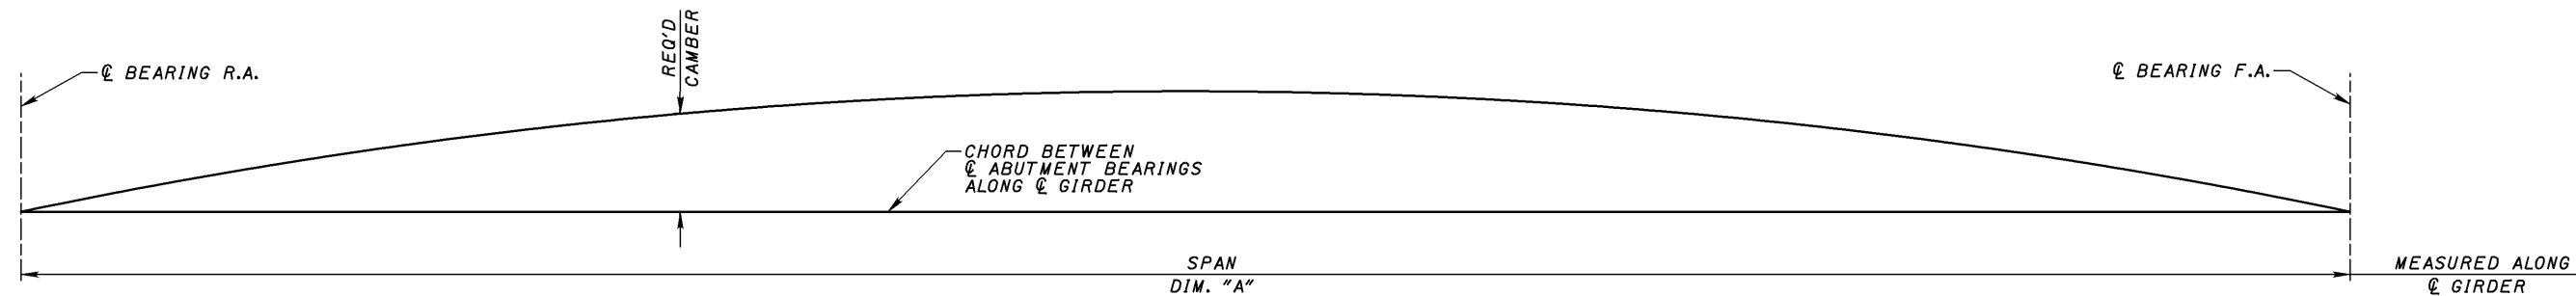 REQ'D
CAMBER
℄ BEARING R.A.
℄ BEARING F.A.
CHORD BETWEEN
℄ ABUTMENT BEARINGS
ALONG ℄ GIRDER
SPAN
DIM. "A"
MEASURED ALONG
℄ GIRDER